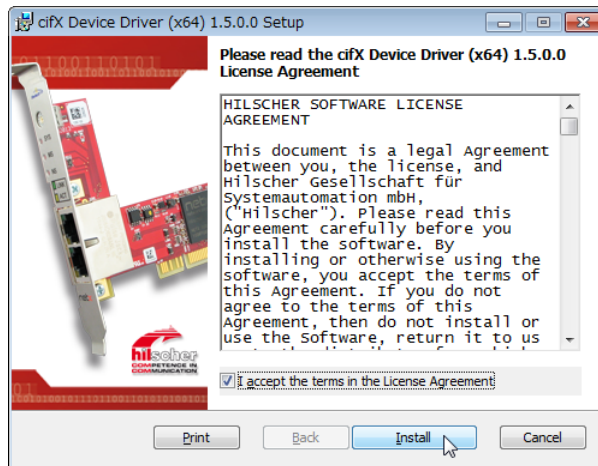 cifX Device Driver (x64) 1.5.0.0 Setup
Please read the cifX Device Driver (x64) 1.5.0.0
License Agreement
HILSCHER SOFTWARE LICENSE
AGREEMENT
This document is a legal Agreement
between you, the license, and
Hilscher Gesellschaft für
Systemautomation mbH,
("Hilscher"). Please read this
Agreement carefully before you
install the software. By
installing or otherwise using the
software, you accept the terms of
this Agreement. If you do not
agree to the terms of this
Agreement, then do not install or
use the Software, return it to us
hilscher
COMPETENCE IN
COMMUNICATION
I accept the terms in the License Agreement
Print
Back
Install
Cancel